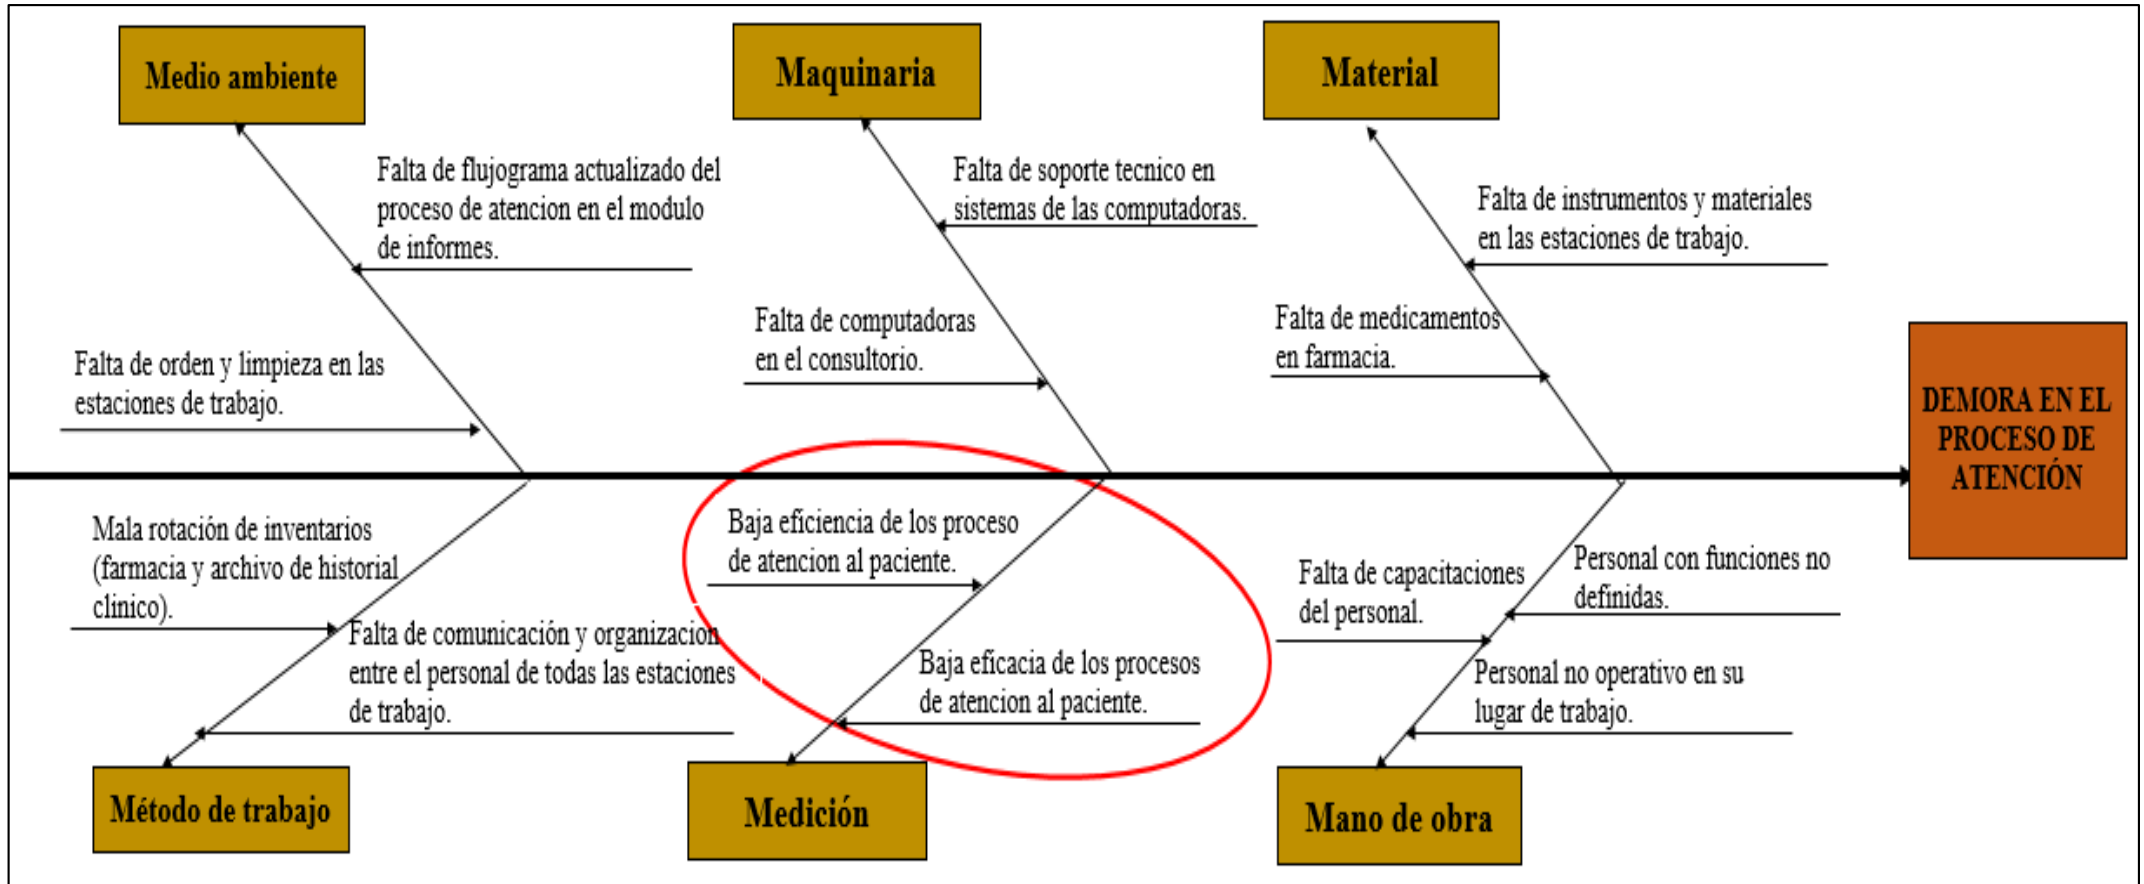 Medio ambiente
Maquinaria
Material
Falta de flujograma actualizado del
proceso de atencion en el modulo
de informes.
Falta de soporte tecnico en
sistemas de las computadoras.
Falta de instrumentos y materiales
en las estaciones de trabajo.
Falta de orden y limpieza en las
estaciones de trabajo.
Falta de computadoras
en el consultorio.
Falta de medicamentos
en farmacia.
DEMORA EN EL
PROCESO DE
ATENCIÓN
Mala rotación de inventarios
(farmacia y archivo de historial
clinico).
Falta de comunicación y organizacion
entre el personal de todas las estaciones
de trabajo.
Baja eficiencia de los proceso
de atencion al paciente.
Baja eficacia de los procesos
de atencion al paciente.
Falta de capacitaciones
del personal.
Personal con funciones no
definidas.
Personal no operativo en su
lugar de trabajo.
Método de trabajo
Medición
Mano de obra